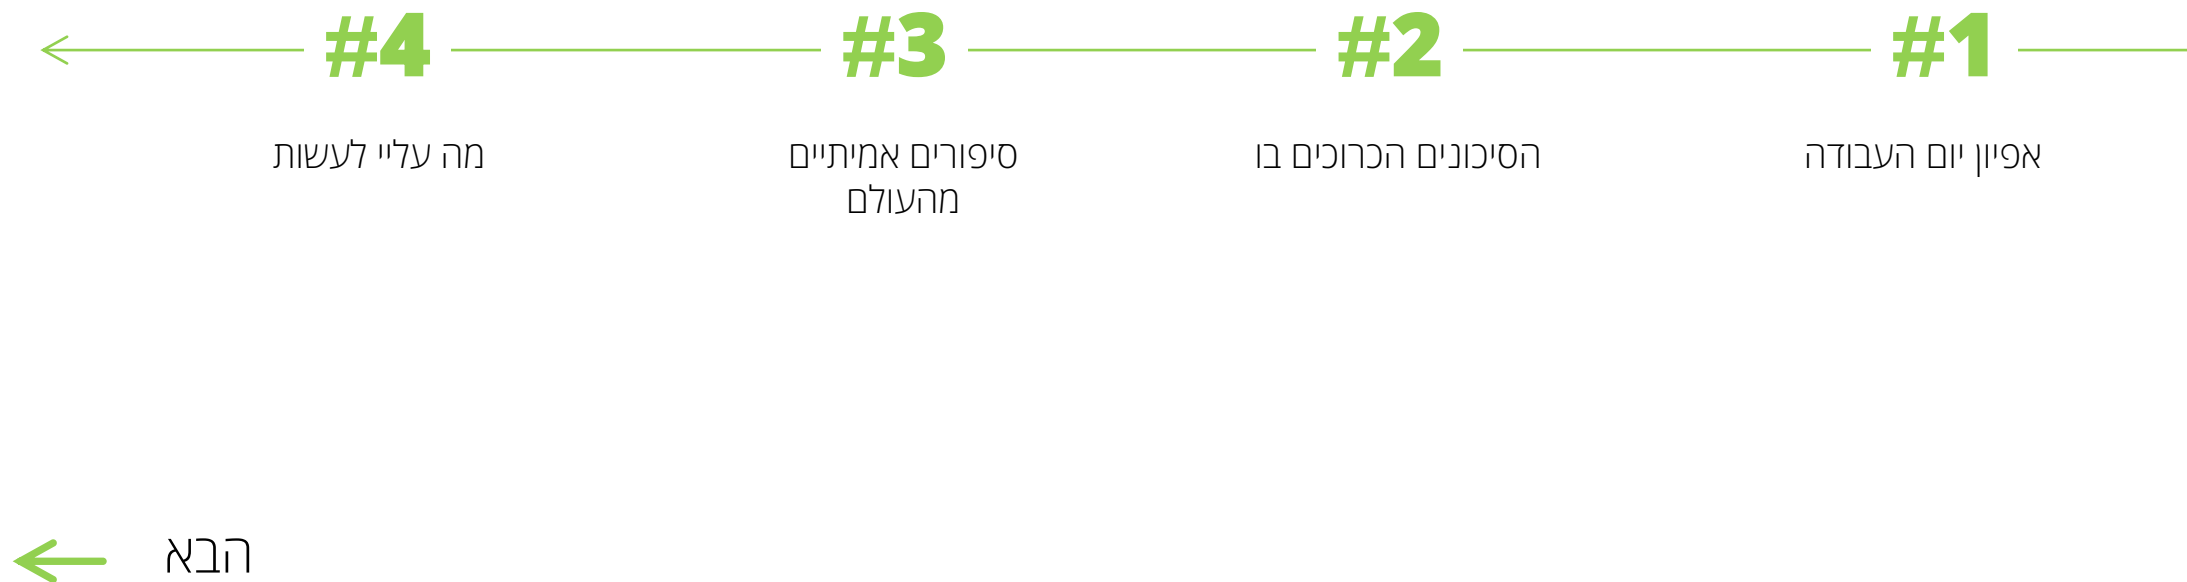 #1
אפיון יום העבודה
#2
הסיכונים הכרוכים בו
#3
סיפורים אמיתיים
מהעולם
#4
מה עליי לעשות
הבא